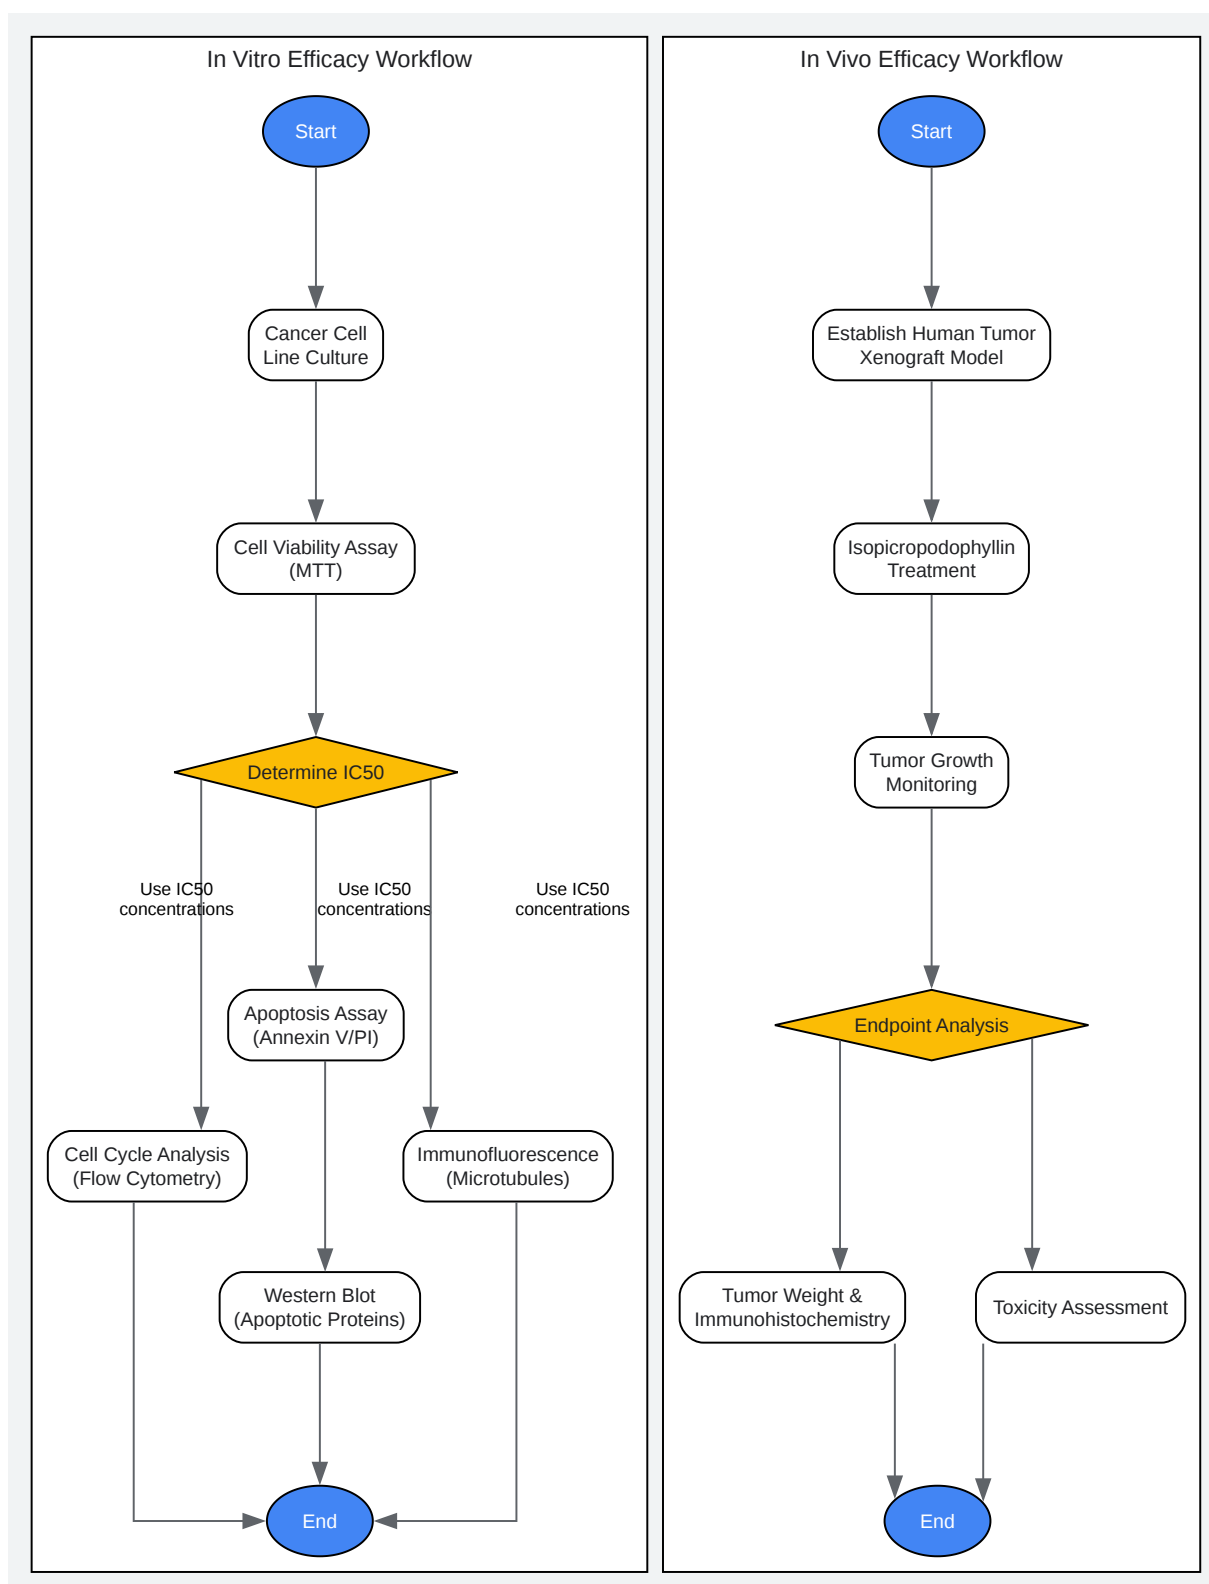 In Vitro Efficacy Workflow
Start
Cancer Cell
Line Culture
Cell Viability Assay
(MTT)
Determine IC50
Use IC50
concentrations
Use IC50
concentrations
Use IC50
concentrations
Apoptosis Assay
(Annexin V/PI)
Cell Cycle Analysis
(Flow Cytometry)
Immunofluorescence
(Microtubules)
Western Blot
(Apoptotic Proteins)
End
In Vivo Efficacy Workflow
Start
Establish Human Tumor
Xenograft Model
Isopicropodophyllin
Treatment
Tumor Growth
Monitoring
Endpoint Analysis
Tumor Weight &
Immunohistochemistry
Toxicity Assessment
End